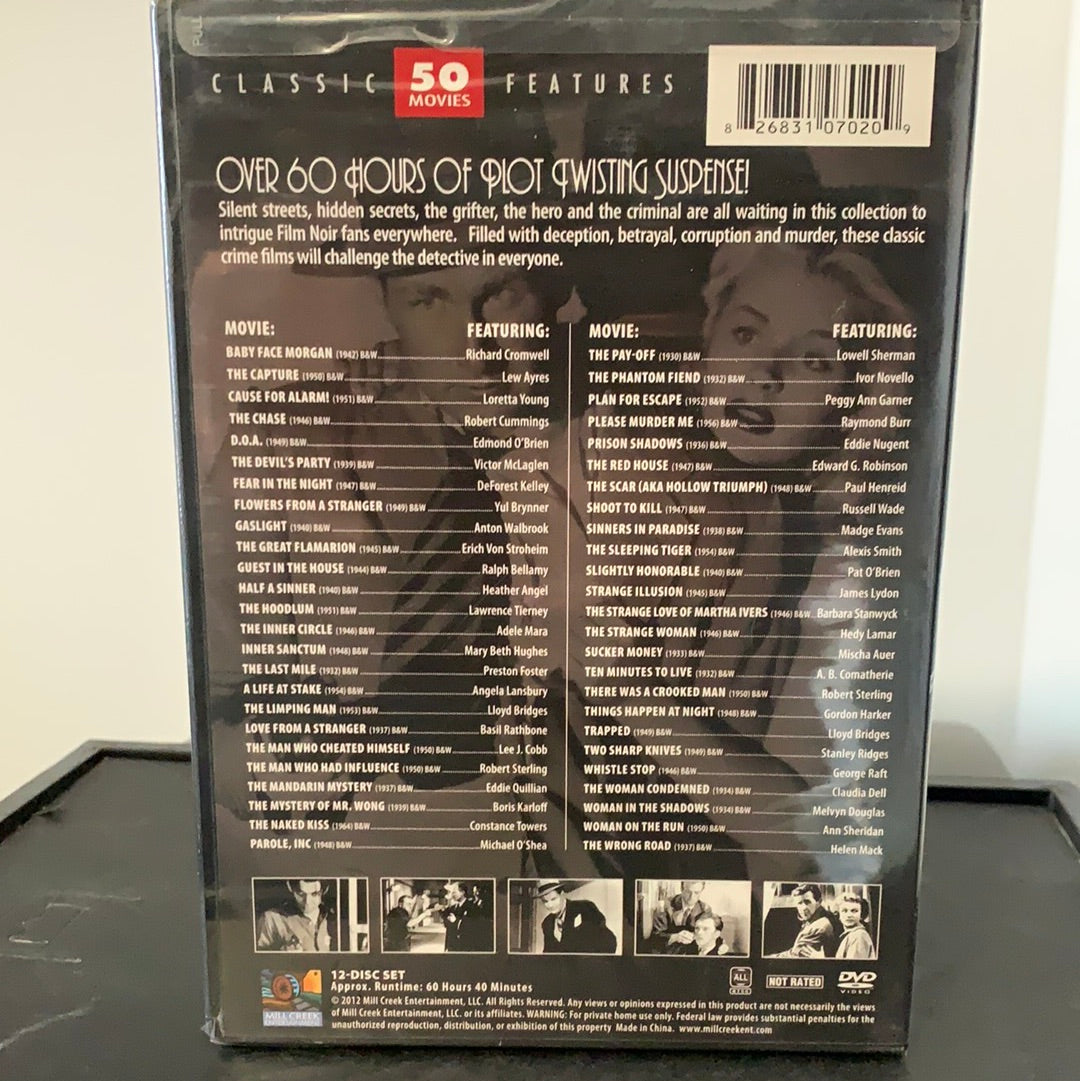 PULL
CLASSIC 50 MOVIES FEATURES
8 26831 07020 9
OVER 60 HOURS OF PLOT TWISTING SUSPENSE!
Silent streets, hidden secrets, the grifter, the hero and the criminal are all waiting in this collection to
intrigue Film Noir fans everywhere. Filled with deception, betrayal, corruption and murder, these classic
crime films will challenge the detective in everyone.
MOVIE: FEATURING:
BABY FACE MORGAN (1942) B&W Richard Cromwell
THE CAPTURE (1950) B&W Lew Ayres
CAUSE FOR ALARM! (1951) B&W Loretta Young
THE CHASE (1946) B&W Robert Cummings
D.O.A. (1949) B&W Edmond O'Brien
THE DEVIL'S PARTY (1939) B&W Victor McLaglen
FEAR IN THE NIGHT (1947) B&W DeForest Kelley
FLOWERS FROM A STRANGER (1949) B&W Yul Brynner
GASLIGHT (1940) B&W Anton Walbrook
THE GREAT FLAMARION (1945) B&W Erich Von Stroheim
GUEST IN THE HOUSE (1944) B&W Ralph Bellamy
HALF A SINNER (1940) B&W Heather Angel
THE HOODLUM (1951) B&W Lawrence Tierney
THE INNER CIRCLE (1946) B&W Adele Mara
INNER SANCTUM (1948) B&W Mary Beth Hughes
THE LAST MILE (1932) B&W Preston Foster
A LIFE AT STAKE (1954) B&W Angela Lansbury
THE LIMPING MAN (1953) B&W Lloyd Bridges
LOVE FROM A STRANGER (1937) B&W Basil Rathbone
THE MAN WHO CHEATED HIMSELF (1950) B&W Lee J. Cobb
THE MAN WHO HAD INFLUENCE (1950) B&W Robert Sterling
THE MANDARIN MYSTERY (1937) B&W Eddie Quillian
THE MYSTERY OF MR. WONG (1939) B&W Boris Karloff
THE NAKED KISS (1964) B&W Constance Towers
PAROLE, INC (1948) B&W Michael O'Shea
MOVIE: FEATURING:
THE PAY-OFF (1930) B&W Lowell Sherman
THE PHANTOM FIEND (1932) B&W Ivor Novello
PLAN FOR ESCAPE (1952) B&W Peggy Ann Garner
PLEASE MURDER ME (1956) B&W Raymond Burr
PRISON SHADOWS (1936) B&W Eddie Nugent
THE RED HOUSE (1947) B&W Edward G. Robinson
THE SCAR (AKA HOLLOW TRIUMPH) (1948) B&W Paul Henreid
SHOOT TO KILL (1947) B&W Russell Wade
SINNERS IN PARADISE (1938) B&W Madge Evans
THE SLEEPING TIGER (1954) B&W Alexis Smith
SLIGHTLY HONORABLE (1940) B&W Pat O'Brien
STRANGE ILLUSION (1945) B&W James Lydon
THE STRANGE LOVE OF MARTHA IVERS (1946) B&W Barbara Stanwyck
THE STRANGE WOMAN (1946) B&W Hedy Lamar
SUCKER MONEY (1933) B&W Mischa Auer
TEN MINUTES TO LIVE (1932) B&W A. B. Comatherie
THERE WAS A CROOKED MAN (1950) B&W Robert Sterling
THINGS HAPPEN AT NIGHT (1948) B&W Gordon Harker
TRAPPED (1949) B&W Lloyd Bridges
TWO SHARP KNIVES (1949) B&W Stanley Ridges
WHISTLE STOP (1946) B&W George Raft
THE WOMAN CONDEMNED (1934) B&W Claudia Dell
WOMAN IN THE SHADOWS (1934) B&W Melvyn Douglas
WOMAN ON THE RUN (1950) B&W Ann Sheridan
THE WRONG ROAD (1937) B&W Helen Mack
MILL CREEK
ENTERTAINMENT
12-DISC SET
Approx. Runtime: 60 Hours 40 Minutes
ALL
NOT RATED
DVD
VIDEO
© 2012 Mill Creek Entertainment, LLC. All Rights Reserved. Any views or opinions expressed in this product are not necessarily the views
of Mill Creek Entertainment, LLC. or its affiliates. WARNING: For private home use only. Federal law provides substantial penalties for the
unauthorized reproduction, distribution, or exhibition of this property Made in China. www.millcreekent.com